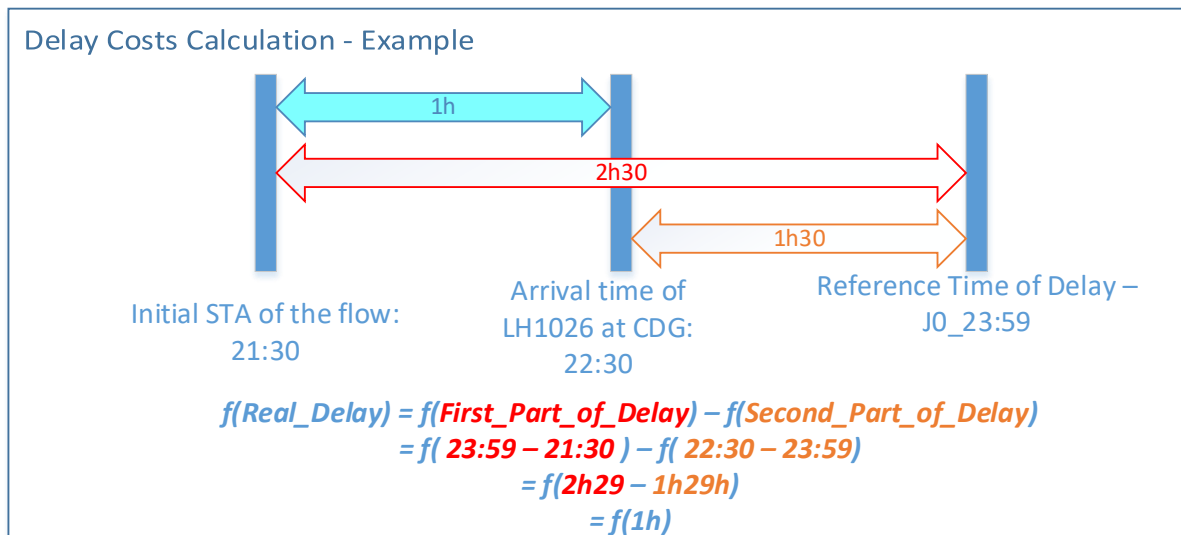 Delay Costs Calculation - Example
1h
2h30
1h30
Initial STA of the flow:
21:30
Arrival time of
LH1026 at CDG:
22:30
Reference Time of Delay –
J0_23:59
f(Real_Delay) = f(First_Part_of_Delay) – f(Second_Part_of_Delay)
= f( 23:59 – 21:30 ) – f( 22:30 – 23:59)
= f(2h29 – 1h29h)
= f(1h)